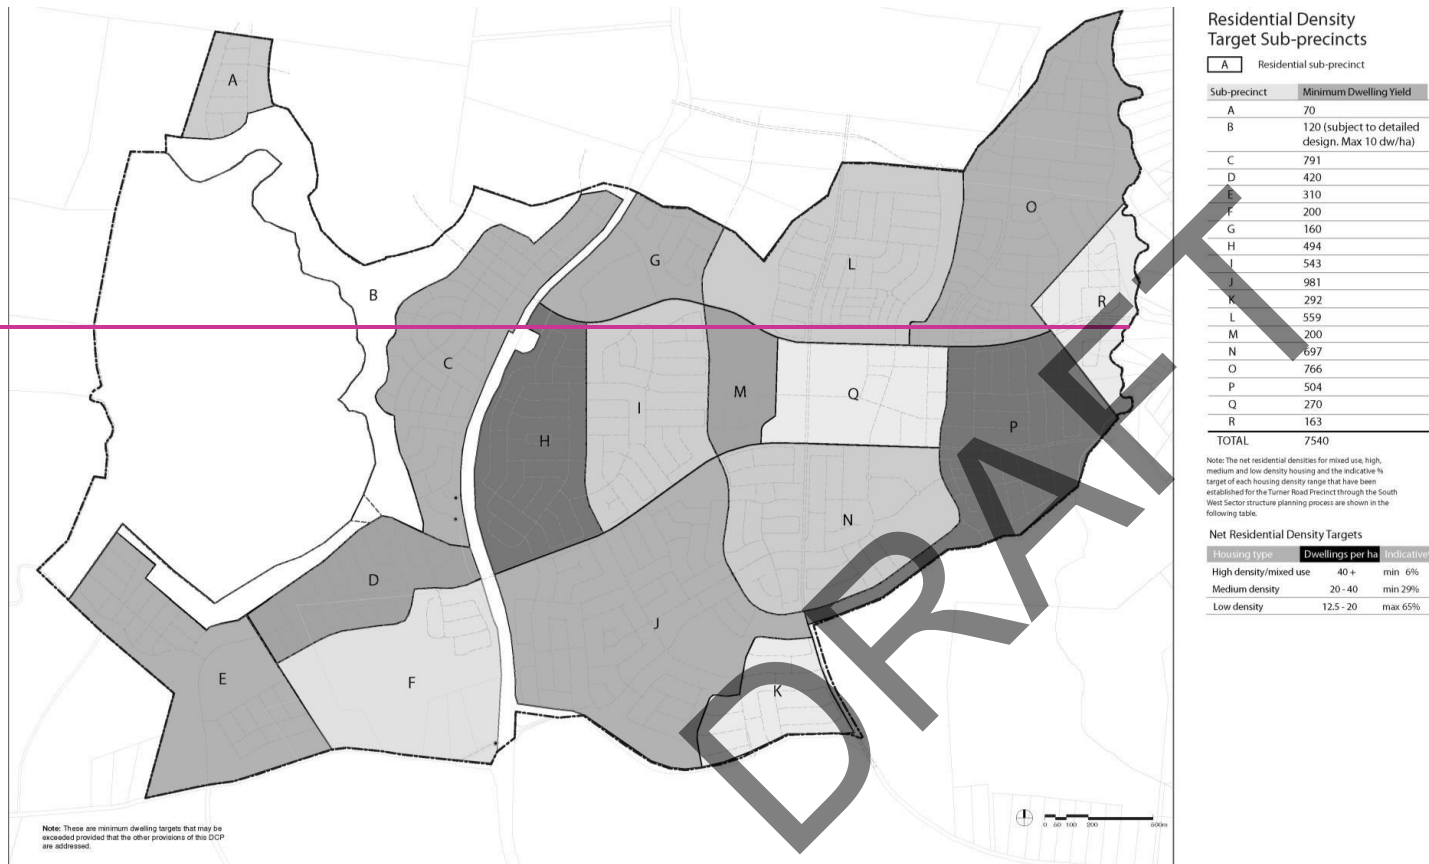 Residential Density
Target Sub-precincts
A Residential sub-precinct
Sub-precinct Minimum Dwelling Yield
A 70
B 120 (subject to detailed
design. Max 10 dw/ha)
C 791
D 420
E 310
F 200
G 160
H 494
I 543
J 981
K 292
L 559
M 200
N 697
O 766
P 504
Q 270
R 163
TOTAL 7540
Note: The net residential densities for mixed use, high,
medium and low density housing and the indicative %
target of each housing density range that have been
established for the Turner Road Precinct through the South
West Sector structure planning process are shown in the
following table.
Net Residential Density Targets
Housing type Dwellings per ha Indicative
High density/mixed use 40 + min 6%
Medium density 20 - 40 min 29%
Low density 12.5 - 20 max 65%
A
O
G
L
B
R
C
M
Q
I
H
P
N
D
J
E
F
K
DRAFT
Note: These are minimum dwelling targets that may be
exceeded provided that the other provisions of this DCP
are addressed.
0 50 100 200 500m